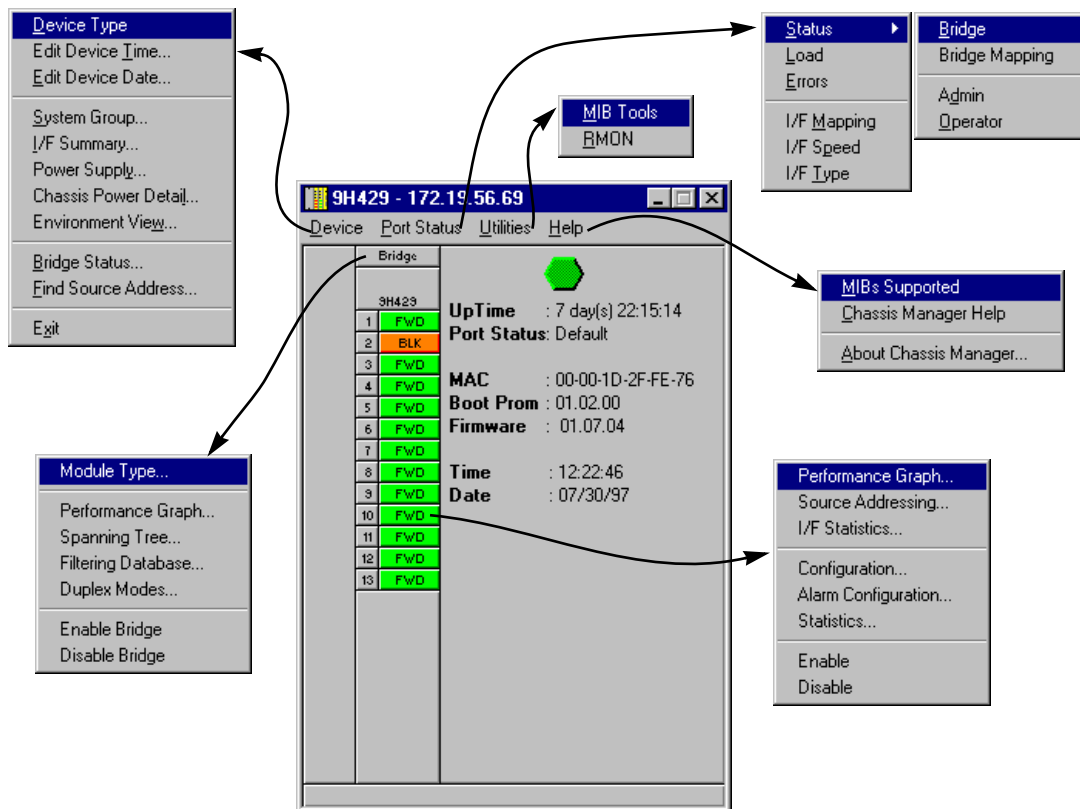 Device Type
Edit Device Time...
Edit Device Date...
System Group...
I/F Summary...
Power Supply...
Chassis Power Detail...
Environment View...
Bridge Status...
Find Source Address...
Exit
Status
Load
Errors
I/F Mapping
I/F Speed
I/F Type
Bridge
Bridge Mapping
Admin
Operator
MIB Tools
RMON
9H429 - 172.19.56.69
Device Port Status Utilities Help
Bridge
9H429
1 FWD
2 BLK
3 FWD
4 FWD
5 FWD
6 FWD
7 FWD
8 FWD
9 FWD
10 FWD
11 FWD
12 FWD
13 FWD
UpTime : 7 day(s) 22:15:14
Port Status: Default
MAC : 00-00-1D-2F-FE-76
Boot Prom : 01.02.00
Firmware : 01.07.04
Time : 12:22:46
Date : 07/30/97
MIBs Supported
Chassis Manager Help
About Chassis Manager...
Module Type...
Performance Graph...
Spanning Tree...
Filtering Database...
Duplex Modes...
Enable Bridge
Disable Bridge
Performance Graph...
Source Addressing...
I/F Statistics...
Configuration...
Alarm Configuration...
Statistics...
Enable
Disable